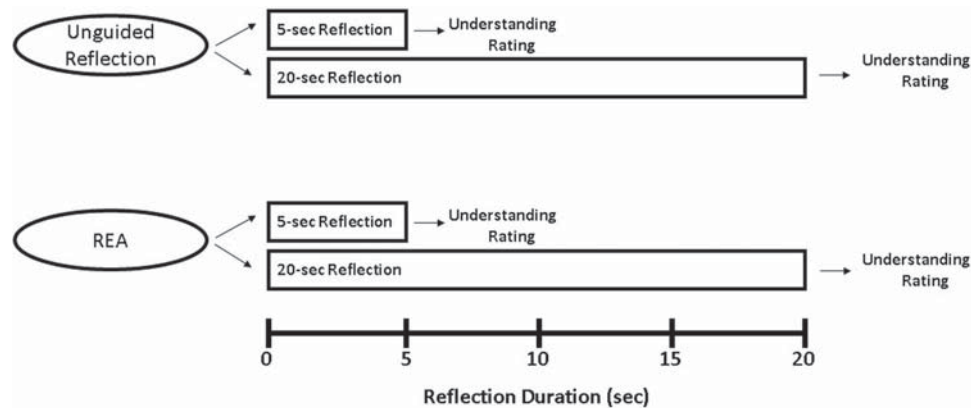 Unguided
Reflection
5-sec Reflection
Understanding
Rating
20-sec Reflection
Understanding
Rating
REA
5-sec Reflection
Understanding
Rating
20-sec Reflection
Understanding
Rating
0 5 10 15 20
Reflection Duration (sec)